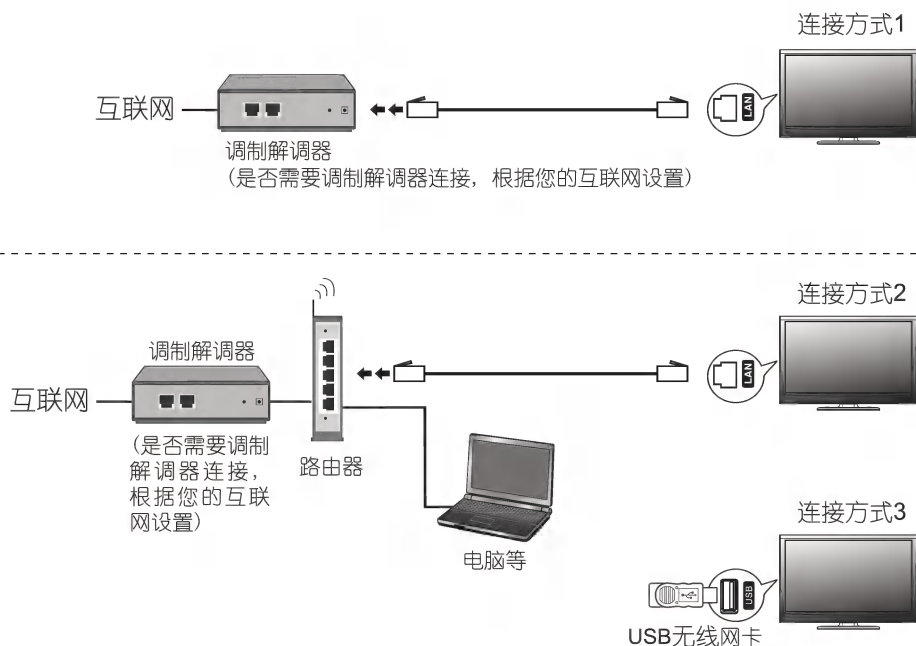 连接方式1
互联网
LAN
调制解调器
(是否需要调制解调器连接，根据您的互联网设置)
连接方式2
调制解调器
LAN
互联网
(是否需要调制
解调器连接，
根据您的互联
网设置)
路由器
连接方式3
电脑等
USB
USB无线网卡